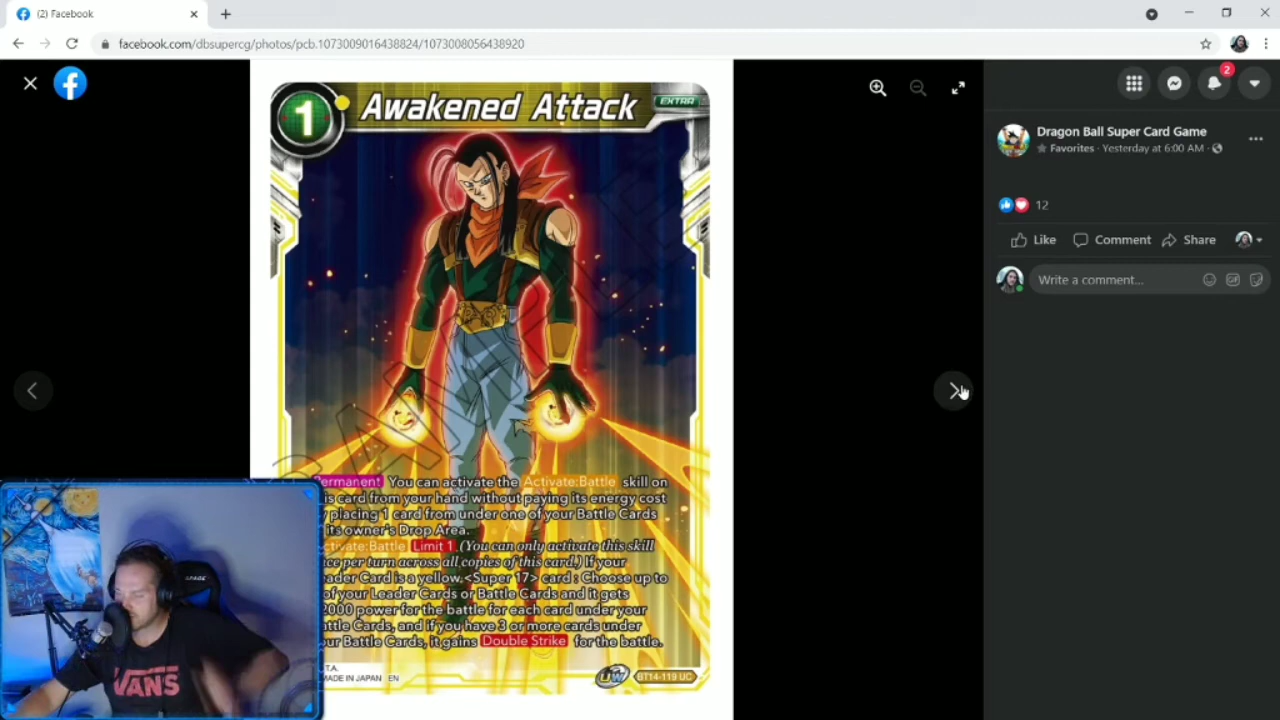 (2) Facebook
facebook.com/dbsupercg/photos/pcb.1073009016438824/1073008056438920
2
1
Awakened Attack
EXTRA
SAMPLE
Permanent You can activate the Activate:Battle skill on
is card from your hand without paying its energy cost
y placing 1 card from under one of your Battle Cards
its owner's Drop Area.
ctivate:Battle Limit 1 (You can only activate this skill
ce per turn across all copies of this card.) If your
eader Card is a yellow, <Super 17> card : Choose up to
of your Leader Cards or Battle Cards and it gets
2000 power for the battle for each card under your
attle Cards, and if you have 3 or more cards under
ur Battle Cards, it gains Double Strike for the battle.
T.A.
MADE IN JAPAN EN
UW
BT14-119 UC
Dragon Ball Super Card Game
Favorites · Yesterday at 6:00 AM ·
12
Like
Comment
Share
Write a comment...
GIF
VANS